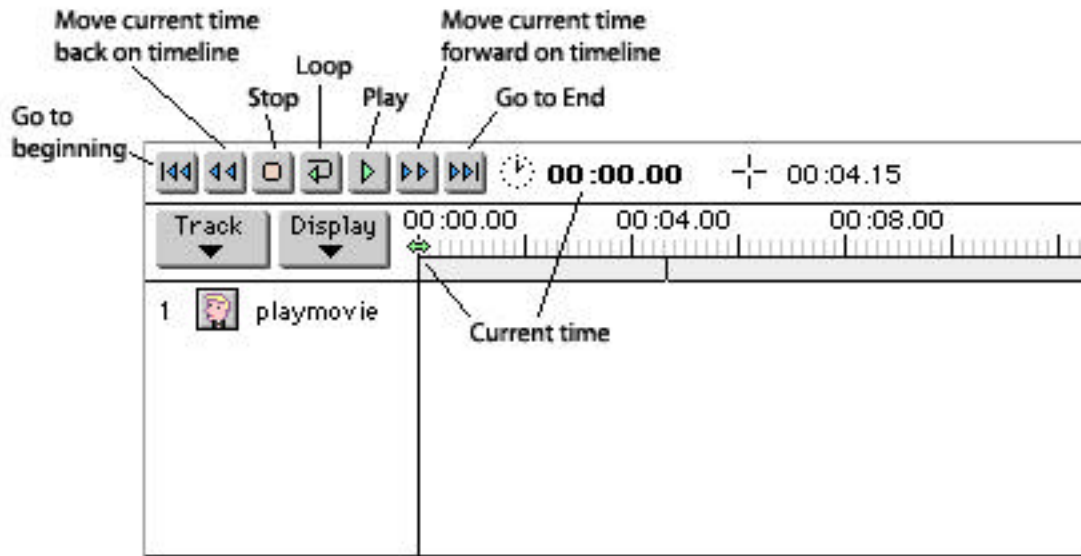 Move current time
back on timeline
Move current time
forward on timeline
Loop
Stop
Play
Go to End
Go to
beginning
00:00.00
00:04.15
Track
Display
00:00.00
00:04.00
00:08.00
1
playmovie
Current time